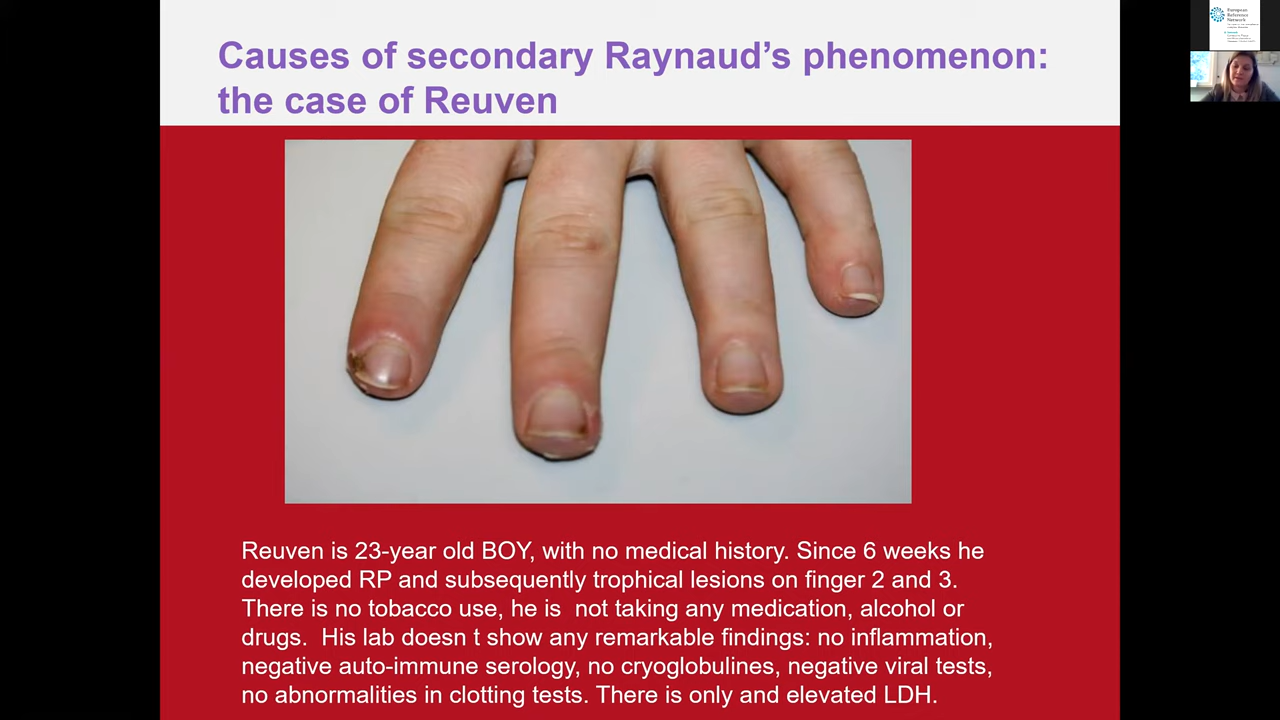 Causes of secondary Raynaud's phenomenon:
the case of Reuven
European
Reference
Network
Reuven is 23-year old BOY, with no medical history. Since 6 weeks he
developed RP and subsequently trophical lesions on finger 2 and 3.
There is no tobacco use, he is  not taking any medication, alcohol or
drugs.  His lab doesn t show any remarkable findings: no inflammation,
negative auto-immune serology, no cryoglobulines, negative viral tests,
no abnormalities in clotting tests. There is only and elevated LDH.